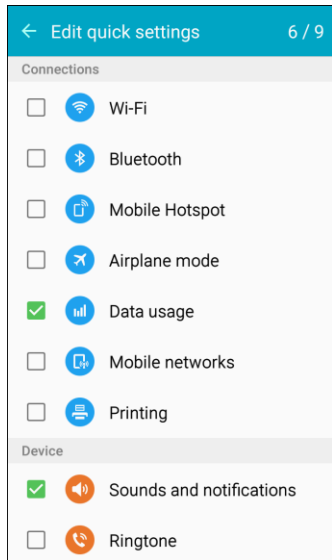 Edit quick settings 6 / 9
Connections
Wi-Fi
Bluetooth
Mobile Hotspot
Airplane mode
Data usage
Mobile networks
Printing
Device
Sounds and notifications
Ringtone